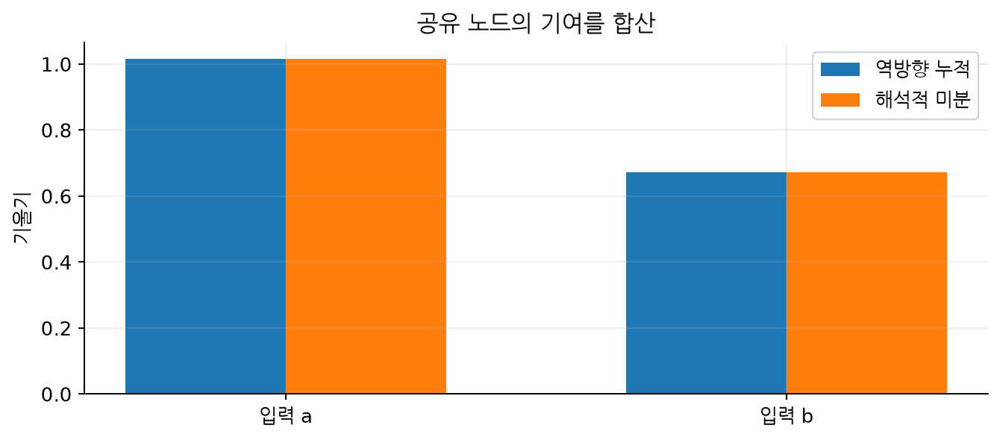 공유 노드의 기여를 합산
역방향 누적
해석적 미분
기울기
1.0
0.8
0.6
0.4
0.2
0.0
입력 a
입력 b